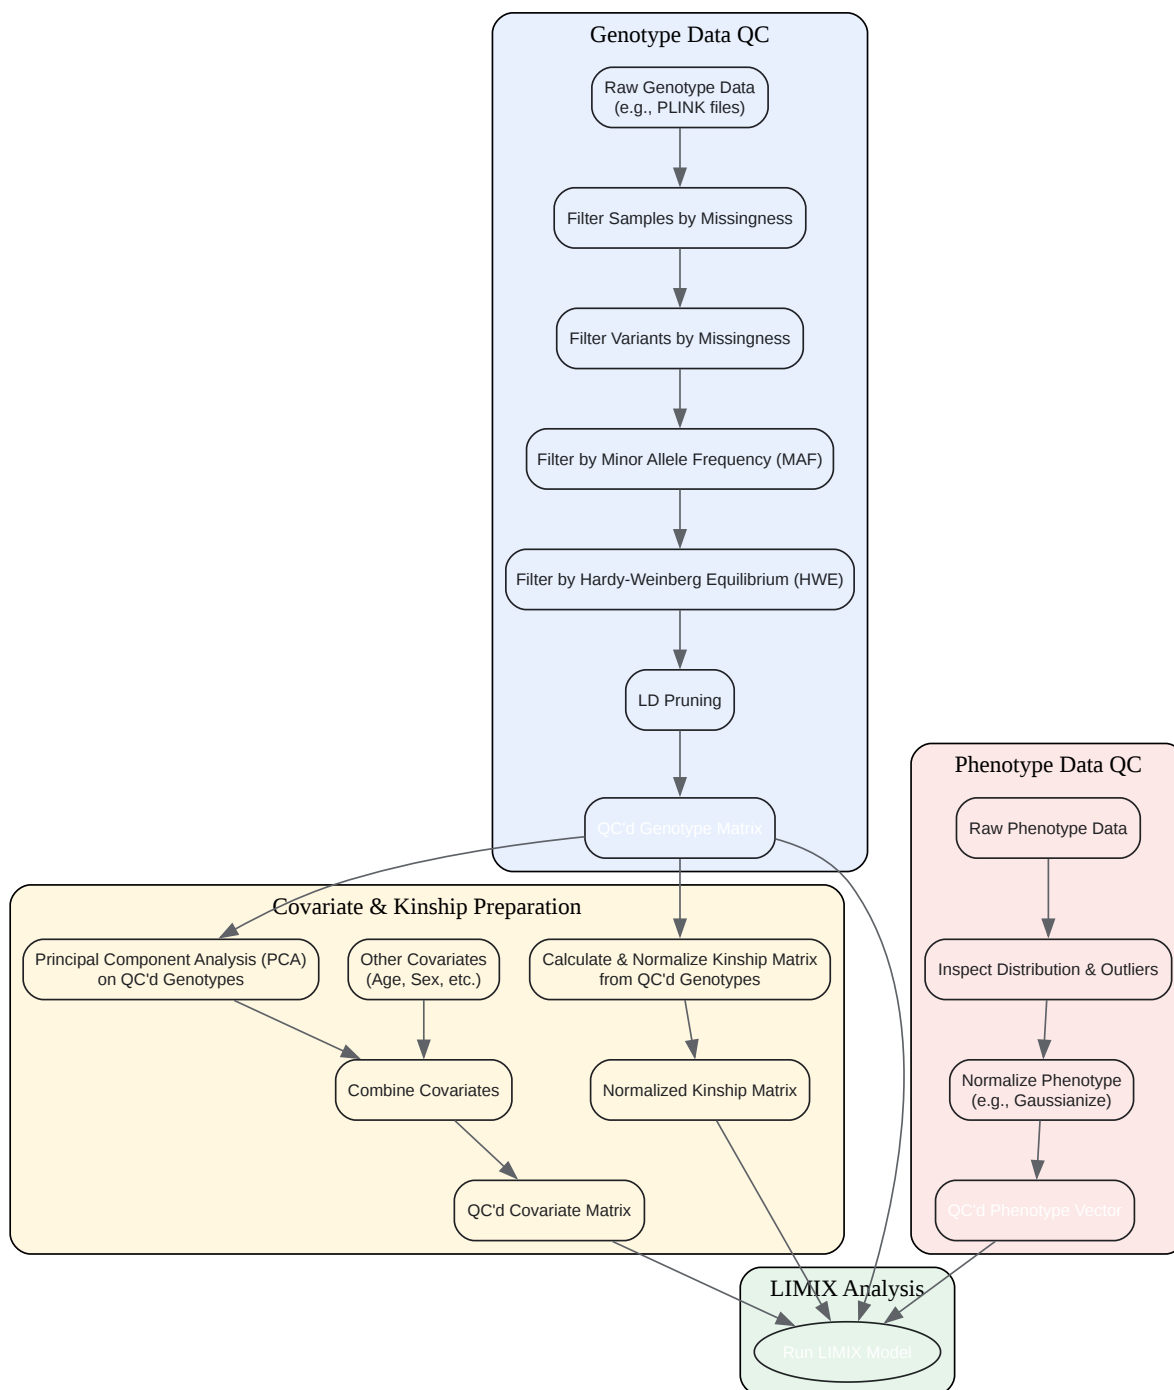 Genotype Data QC
Raw Genotype Data
(e.g., PLINK files)
Filter Samples by Missingness
Filter Variants by Missingness
Filter by Minor Allele Frequency (MAF)
Filter by Hardy-Weinberg Equilibrium (HWE)
LD Pruning
QC'd Genotype Matrix
Phenotype Data QC
Raw Phenotype Data
Inspect Distribution & Outliers
Normalize Phenotype
(e.g., Gaussianize)
QC'd Phenotype Vector
Covariate & Kinship Preparation
Principal Component Analysis (PCA)
on QC'd Genotypes
Other Covariates
(Age, Sex, etc.)
Calculate & Normalize Kinship Matrix
from QC'd Genotypes
Combine Covariates
Normalized Kinship Matrix
QC'd Covariate Matrix
LIMIX Analysis
Run LIMIX Model